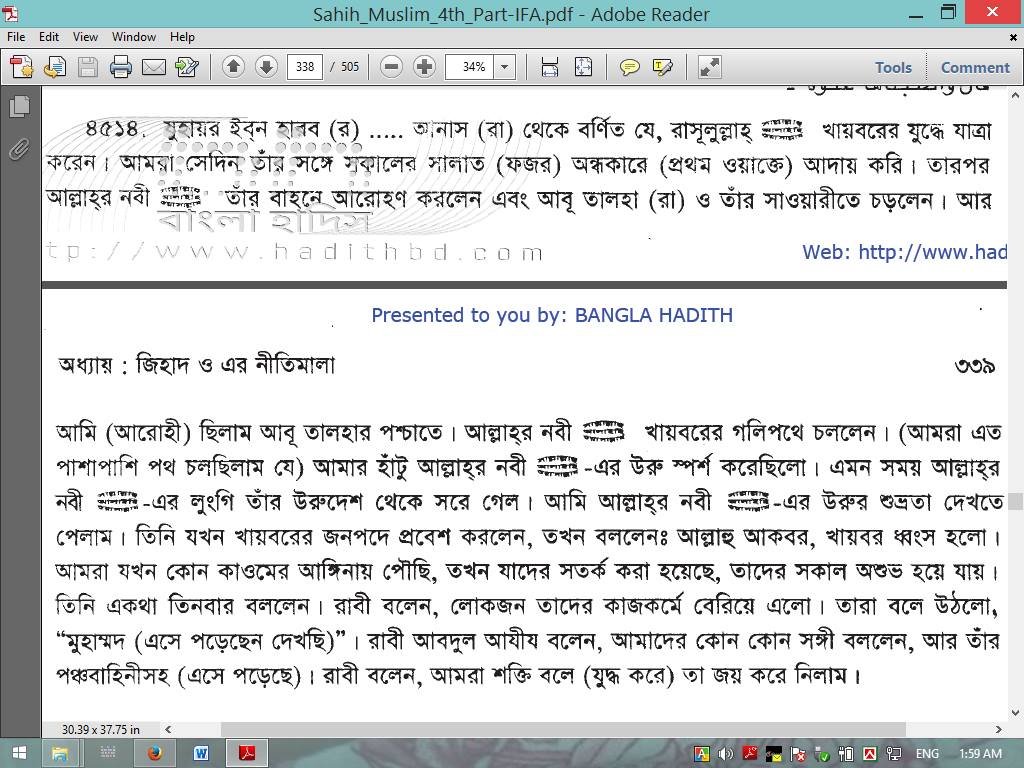 Sahih_Muslim_4th_Part-IFA.pdf - Adobe Reader
File Edit View Window Help
338 / 505 34% Tools Comment
৪৫১৪. যুহায়র ইবন হারব (র) ..... আনাস (রা) থেকে বর্ণিত যে, রাসূলুল্লাহ্ খায়বরের যুদ্ধে যাত্রা
করেন। আমরা সেদিন তাঁর সঙ্গে সকালের সালাত (ফজর) অন্ধকারে (প্রথম ওয়াক্তে) আদায় করি। তারপর
আল্লাহ্‌র নবী তাঁর বাহনে আরোহণ করলেন এবং আবূ তালহা (রা) ও তাঁর সাওয়ারীতে চড়লেন। আর
বাংলা হাদিস
tp://www.hadithbd.com
Web: http://www.had
Presented to you by: BANGLA HADITH
অধ্যায় : জিহাদ ও এর নীতিমালা ৩৩৯
আমি (আরোহী) ছিলাম আবূ তালহার পশ্চাতে। আল্লাহ্‌র নবী খায়বরের গলিপথে চললেন। (আমরা এত
পাশাপাশি পথ চলছিলাম যে) আমার হাঁটু আল্লাহ্‌র নবী -এর উরু স্পর্শ করেছিলো। এমন সময় আল্লাহ্‌র
নবী -এর লুংগি তাঁর উরুদেশ থেকে সরে গেল। আমি আল্লাহ্‌র নবী -এর উরুর শুভ্রতা দেখতে
পেলাম। তিনি যখন খায়বরের জনপদে প্রবেশ করলেন, তখন বললেনঃ আল্লাহু আকবর, খায়বর ধ্বংস হলো।
আমরা যখন কোন কাওমের আঙ্গিনায় পৌছি, তখন যাদের সতর্ক করা হয়েছে, তাদের সকাল অশুভ হয়ে যায়।
তিনি একথা তিনবার বললেন। রাবী বলেন, লোকজন তাদের কাজকর্মে বেরিয়ে এলো। তারা বলে উঠলো,
“মুহাম্মদ (এসে পড়েছেন দেখছি)”। রাবী আবদুল আযীয বলেন, আমাদের কোন কোন সঙ্গী বললেন, আর তাঁর
পঞ্চবাহিনীসহ (এসে পড়েছে)। রাবী বলেন, আমরা শক্তি বলে (যুদ্ধ করে) তা জয় করে নিলাম।
30.39 x 37.75 in
ENG 1:59 AM